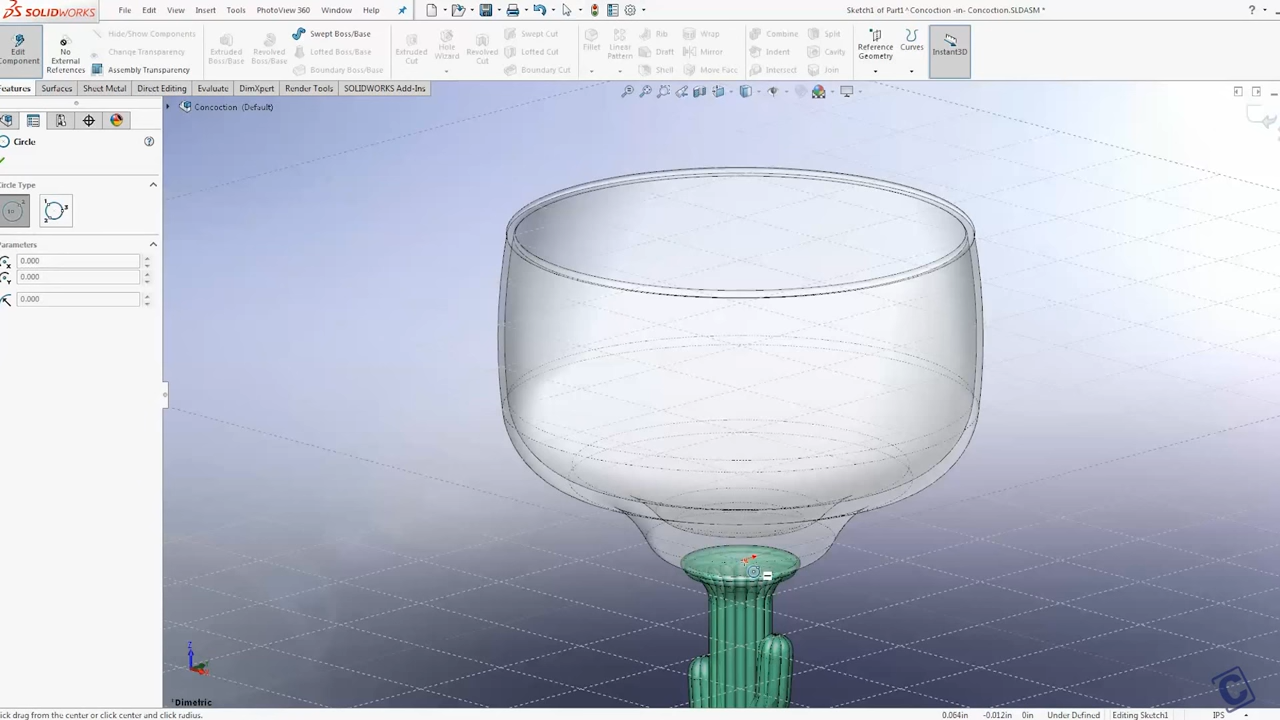 SOLIDWORKS File Edit View Insert Tools PhotoView 360 Window Help Sketch1 of Part1 ^ Concoction -in- Concoction.SLDASM *
Edit Component
No External References
Hide/Show Components
Change Transparency
Assembly Transparency
Extruded Boss/Base
Revolved Boss/Base
Swept Boss/Base
Lofted Boss/Base
Boundary Boss/Base
Extruded Cut
Hole Wizard
Revolved Cut
Swept Cut
Lofted Cut
Boundary Cut
Fillet
Linear Pattern
Rib
Draft
Shell
Wrap
Mirror
Move Face
Combine
Indent
Intersect
Split
Cavity
Join
Reference Geometry
Curves
Instant3D
Features Surfaces Sheet Metal Direct Editing DimXpert Evaluate Render Tools SOLIDWORKS Add-Ins
Concoction (Default)
Circle
Circle Type
Parameters
0.000
0.000
0.000
Z
*Dimetric
ick drag from the center or click center and click radius. 0.064in -0.012in 0in Under Defined Editing Sketch1 IPS